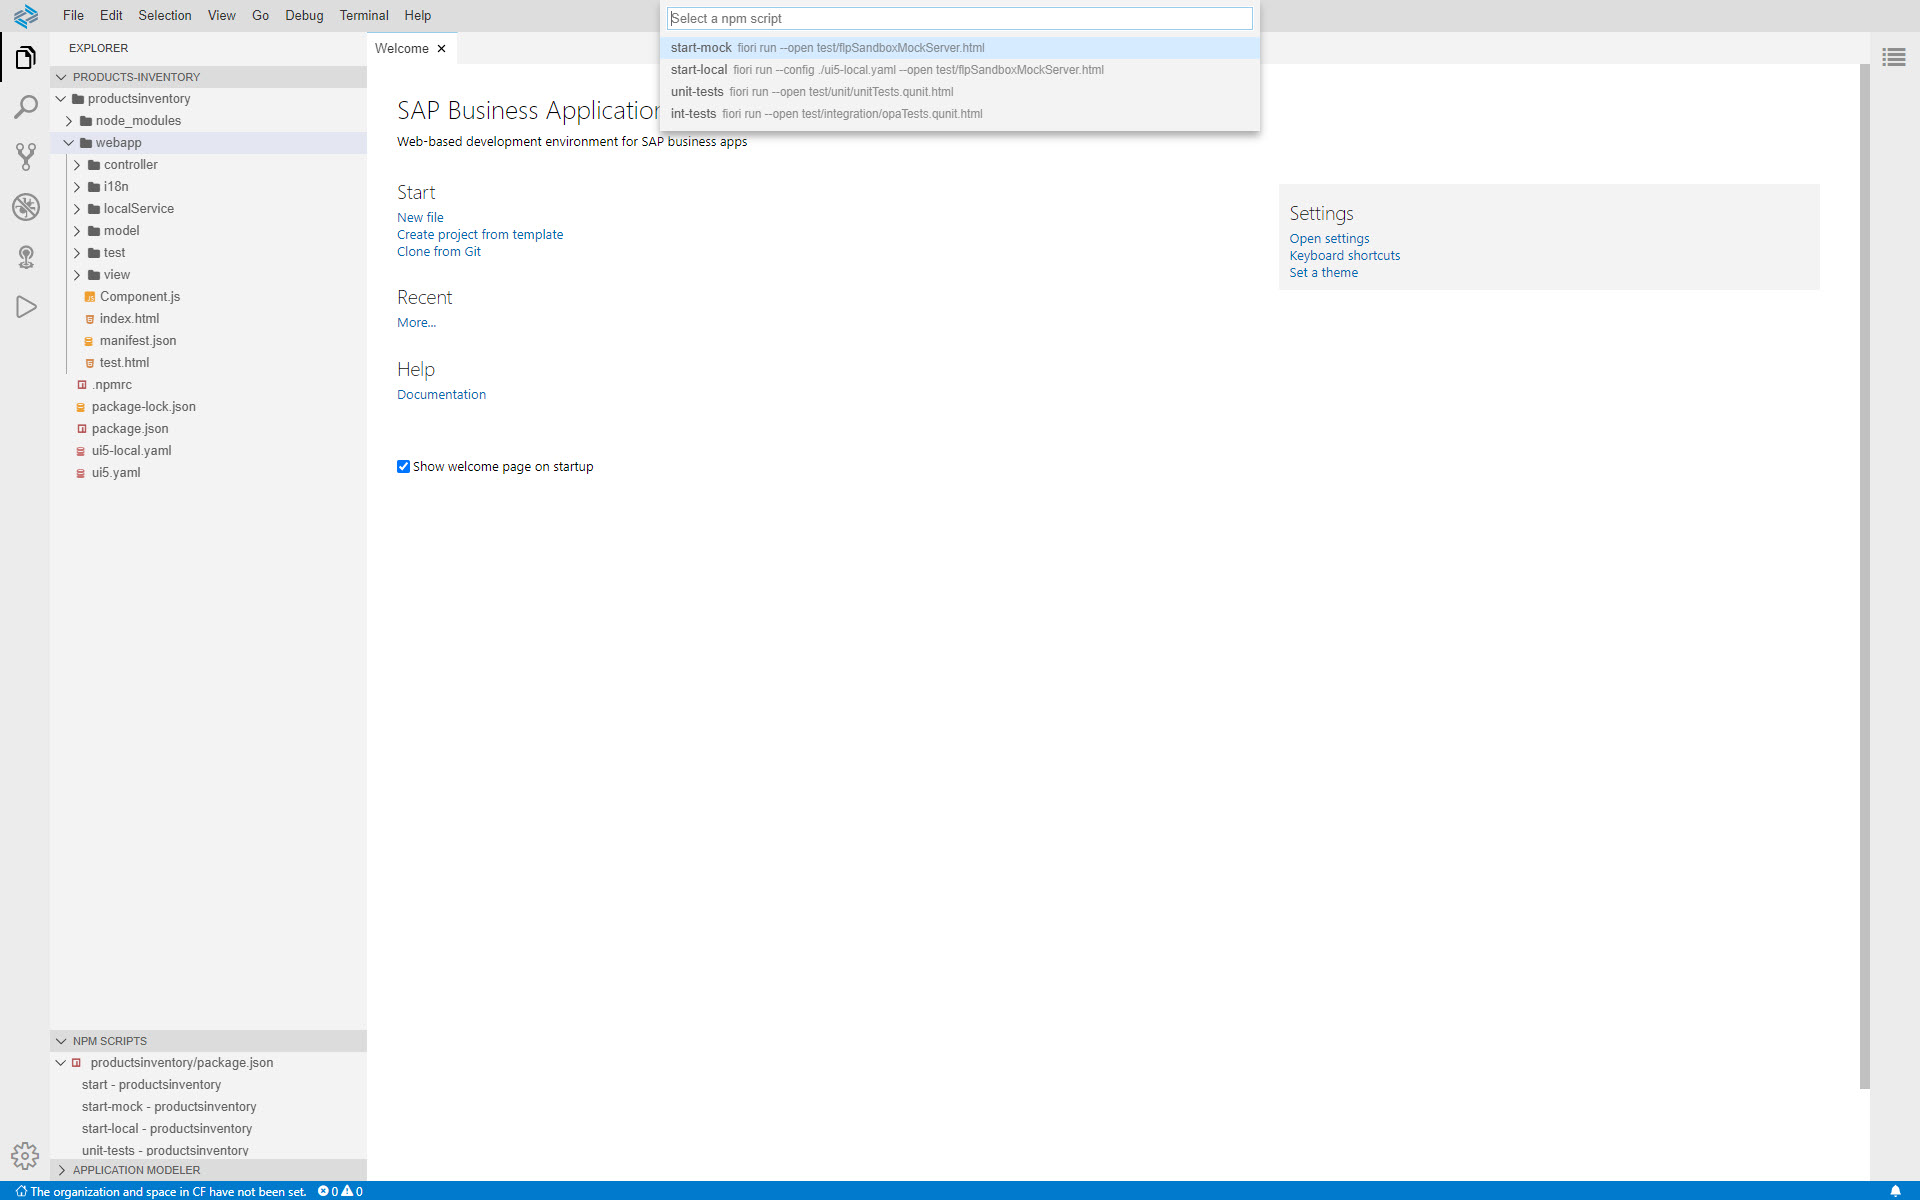 File Edit Selection View Go Debug Terminal Help
Select a npm script
start-mock fiori run --open test/flpSandboxMockServer.html
start-local fiori run --config ./ui5-local.yaml --open test/flpSandboxMockServer.html
unit-tests fiori run --open test/unit/unitTests.qunit.html
int-tests fiori run --open test/integration/opaTests.qunit.html
EXPLORER
PRODUCTS-INVENTORY
productsinventory
node_modules
webapp
controller
i18n
localService
model
test
view
Component.js
index.html
manifest.json
test.html
.npmrc
package-lock.json
package.json
ui5-local.yaml
ui5.yaml
NPM SCRIPTS
productsinventory/package.json
start - productsinventory
start-mock - productsinventory
start-local - productsinventory
unit-tests - productsinventory
APPLICATION MODELER
Welcome
SAP Business Application
Web-based development environment for SAP business apps
Start
New file
Create project from template
Clone from Git
Recent
More...
Help
Documentation
Show welcome page on startup
Settings
Open settings
Keyboard shortcuts
Set a theme
The organization and space in CF have not been set. 0 0